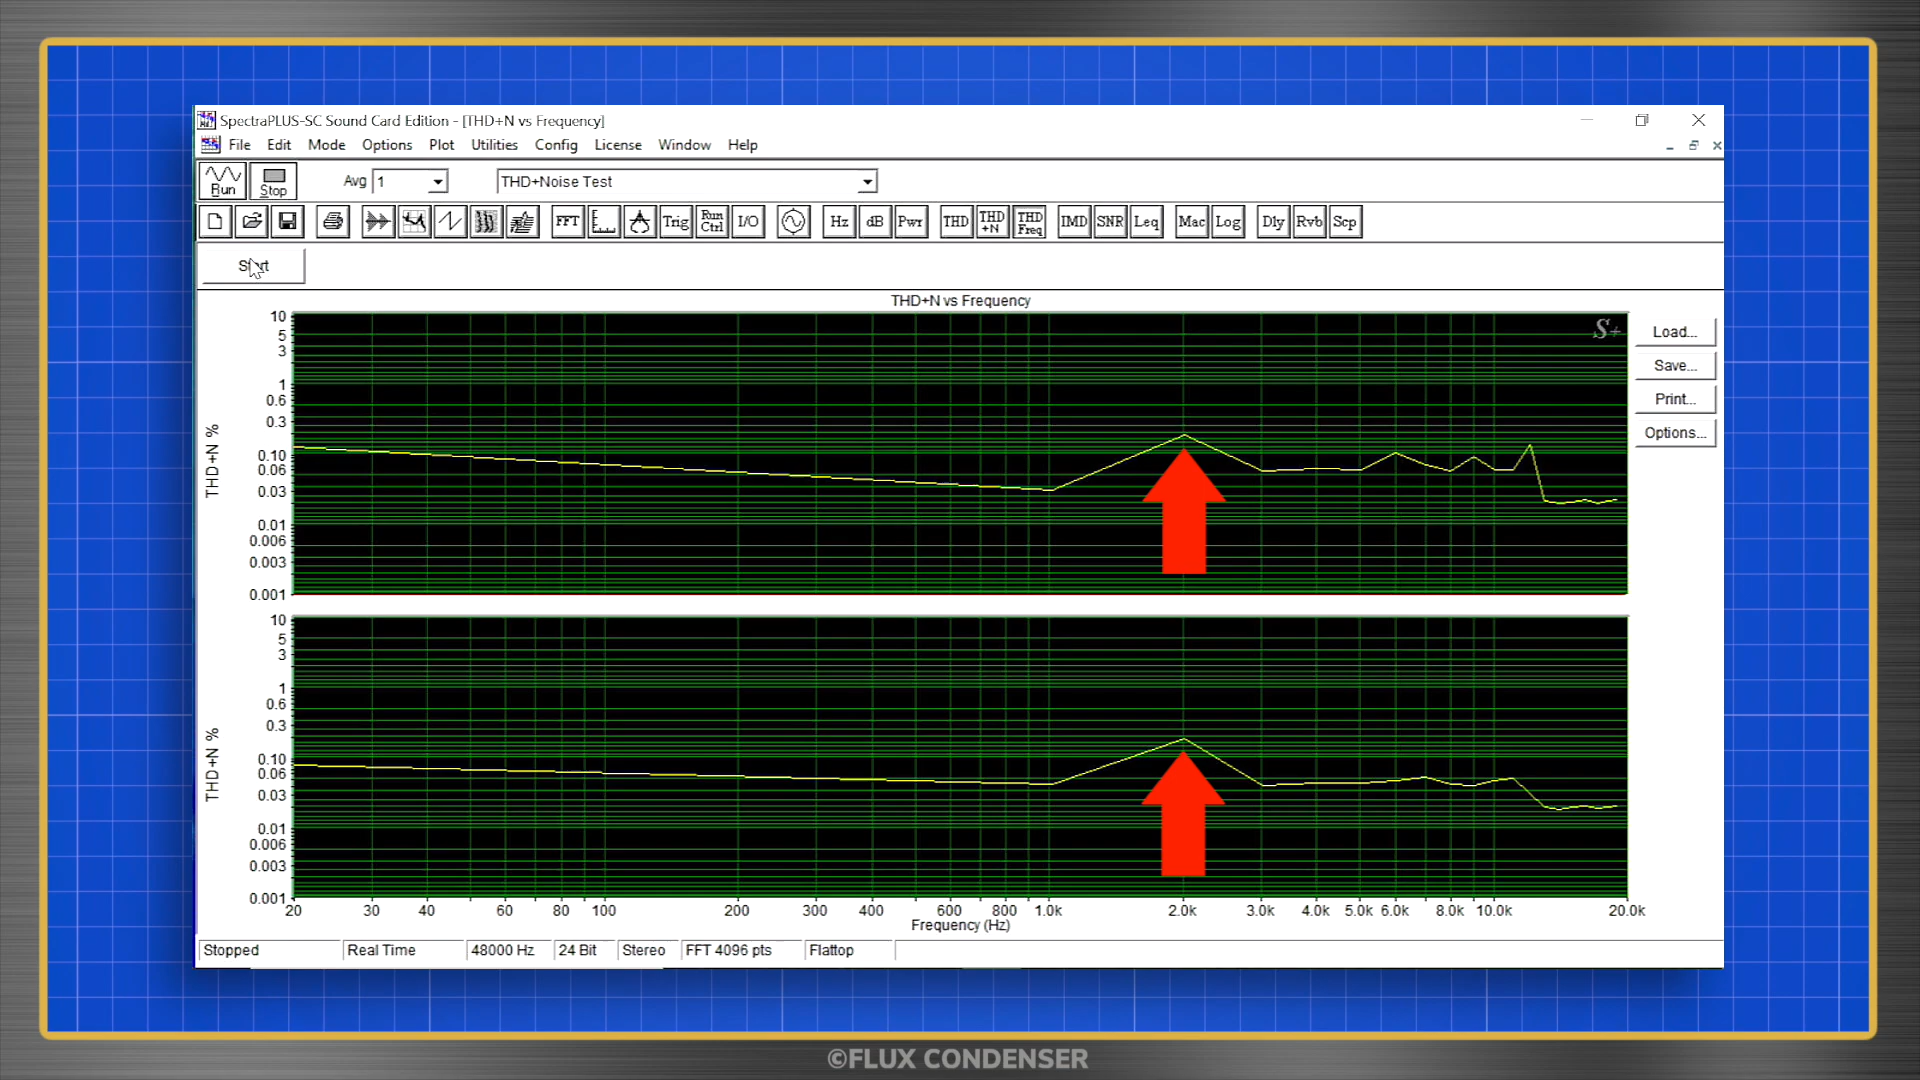 SpectraPLUS-SC Sound Card Edition - [THD+N vs Frequency]
File Edit Mode Options Plot Utilities Config License Window Help
Run Stop Avg 1 THD+Noise Test
FFT Trig Run Ctrl I/O Hz dB Pwr THD THD +N THD Freq IMD SNR Leq Mac Log Dly Rvb Scp
THD+N vs Frequency
S+
Load...
Save...
Print...
Options...
THD+N %
10
5
3
1
0.6
0.3
0.10
0.06
0.03
0.01
0.006
0.003
0.001
THD+N %
10
5
3
1
0.6
0.3
0.10
0.06
0.03
0.01
0.006
0.003
0.001
20 30 40 60 80 100 200 300 400 600 800 1.0k 2.0k 3.0k 4.0k 5.0k 6.0k 8.0k 10.0k 20.0k
Frequency (Hz)
Stopped Real Time 48000 Hz 24 Bit Stereo FFT 4096 pts Flattop
©FLUX CONDENSER